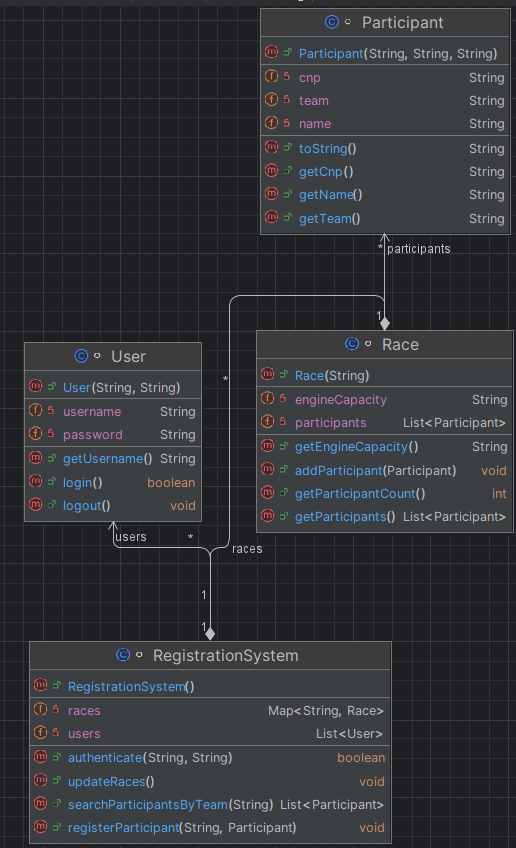 Participant
Participant(String, String, String)
cnp String
team String
name String
toString() String
getCnp() String
getName() String
getTeam() String
* participants
1
*
Race
Race(String)
engineCapacity String
participants List<Participant>
getEngineCapacity() String
addParticipant(Participant) void
getParticipantCount() int
getParticipants() List<Participant>
User
User(String, String)
username String
password String
getUsername() String
login() boolean
logout() void
users * races
1
1
RegistrationSystem
RegistrationSystem()
races Map<String, Race>
users List<User>
authenticate(String, String) boolean
updateRaces() void
searchParticipantsByTeam(String) List<Participant>
registerParticipant(String, Participant) void